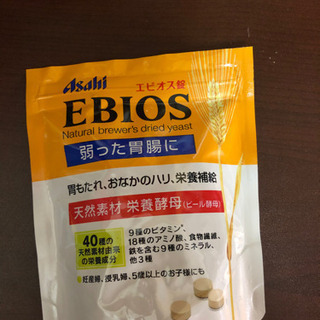 Asahi
エビオス錠
EBIOS
Natural brewer's dried yeast
弱った胃腸に
胃もたれ、おなかのハリ、栄養補給
天然素材 栄養酵母(ビール酵母)
40種の
天然素材由来
の栄養成分
9種のビタミン、
18種のアミノ酸、食物繊維、
鉄を含む9種のミネラル、
他3種
妊産婦、授乳婦、5歳以上のお子様にも